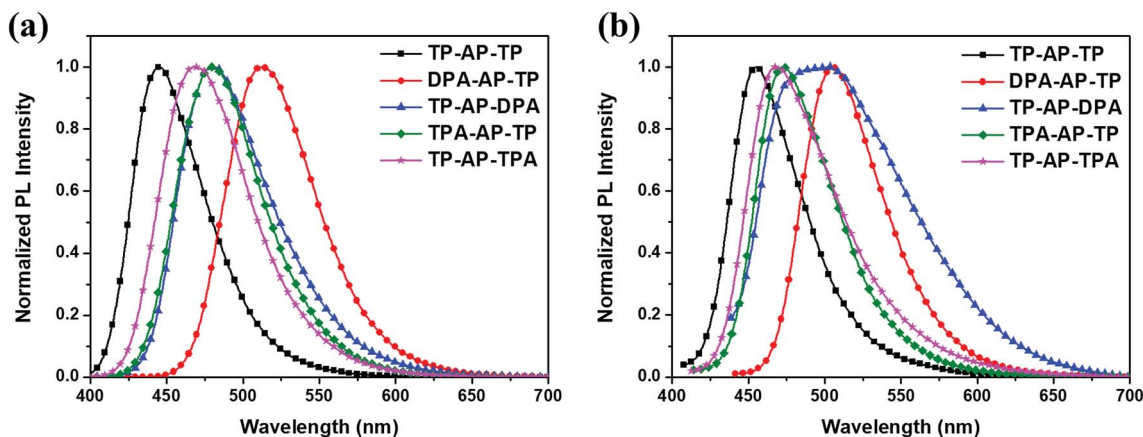 (a)
TP-AP-TP
DPA-AP-TP
TP-AP-DPA
TPA-AP-TP
TP-AP-TPA
Normalized PL Intensity
1.0
0.8
0.6
0.4
0.2
0.0
400 450 500 550 600 650 700
Wavelength (nm)
(b)
TP-AP-TP
DPA-AP-TP
TP-AP-DPA
TPA-AP-TP
TP-AP-TPA
Normalized PL Intensity
1.0
0.8
0.6
0.4
0.2
0.0
400 450 500 550 600 650 700
Wavelength (nm)